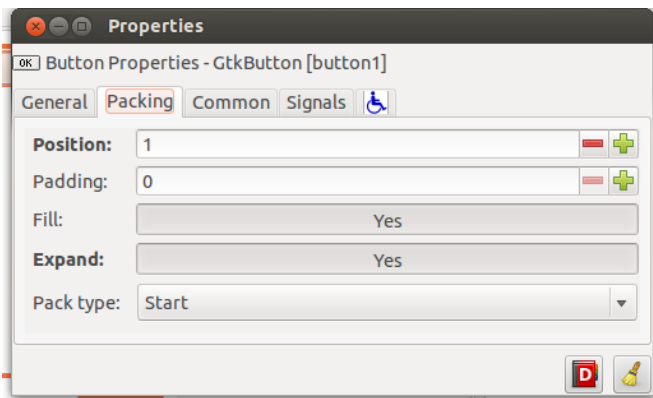 Properties
OK Button Properties - GtkButton [button1]
General Packing Common Signals
Position: 1
Padding: 0
Fill: Yes
Expand: Yes
Pack type: Start
D